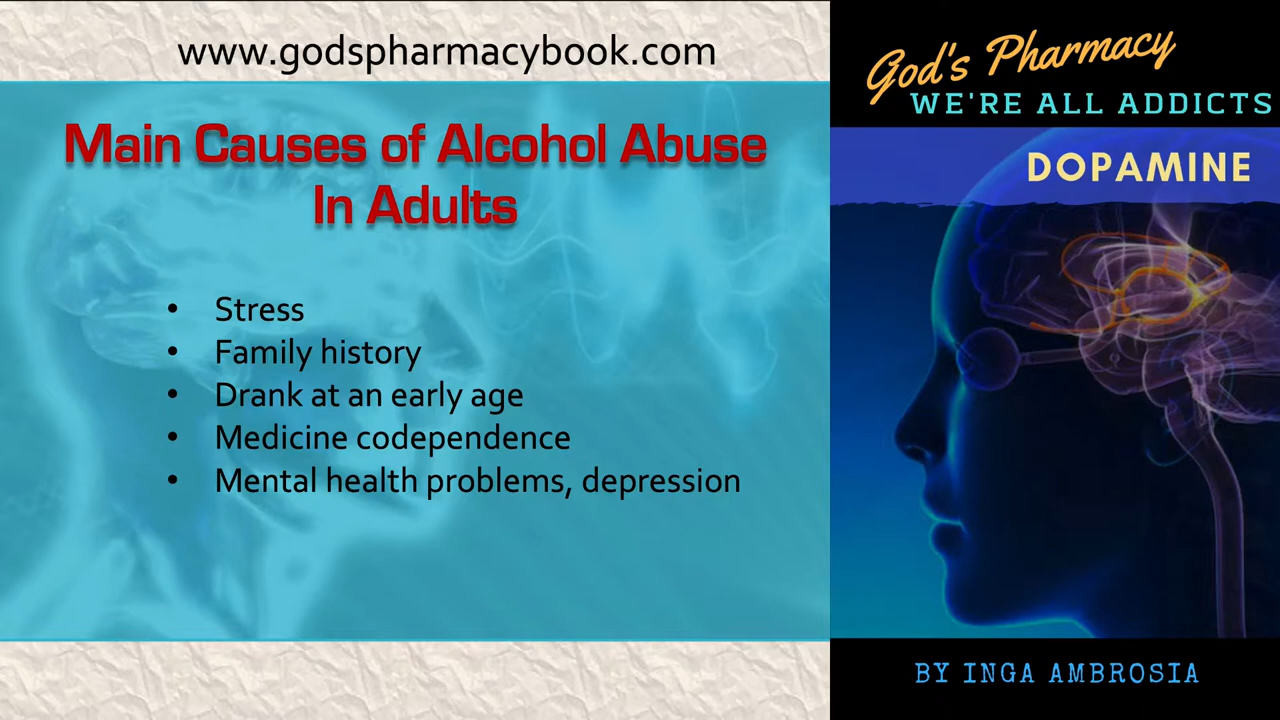 www.godspharmacybook.com
Main Causes of Alcohol Abuse
In Adults
• Stress
• Family history
• Drank at an early age
• Medicine codependence
• Mental health problems, depression
God's Pharmacy
WE'RE ALL ADDICTS
DOPAMINE
BY INGA AMBROSIA